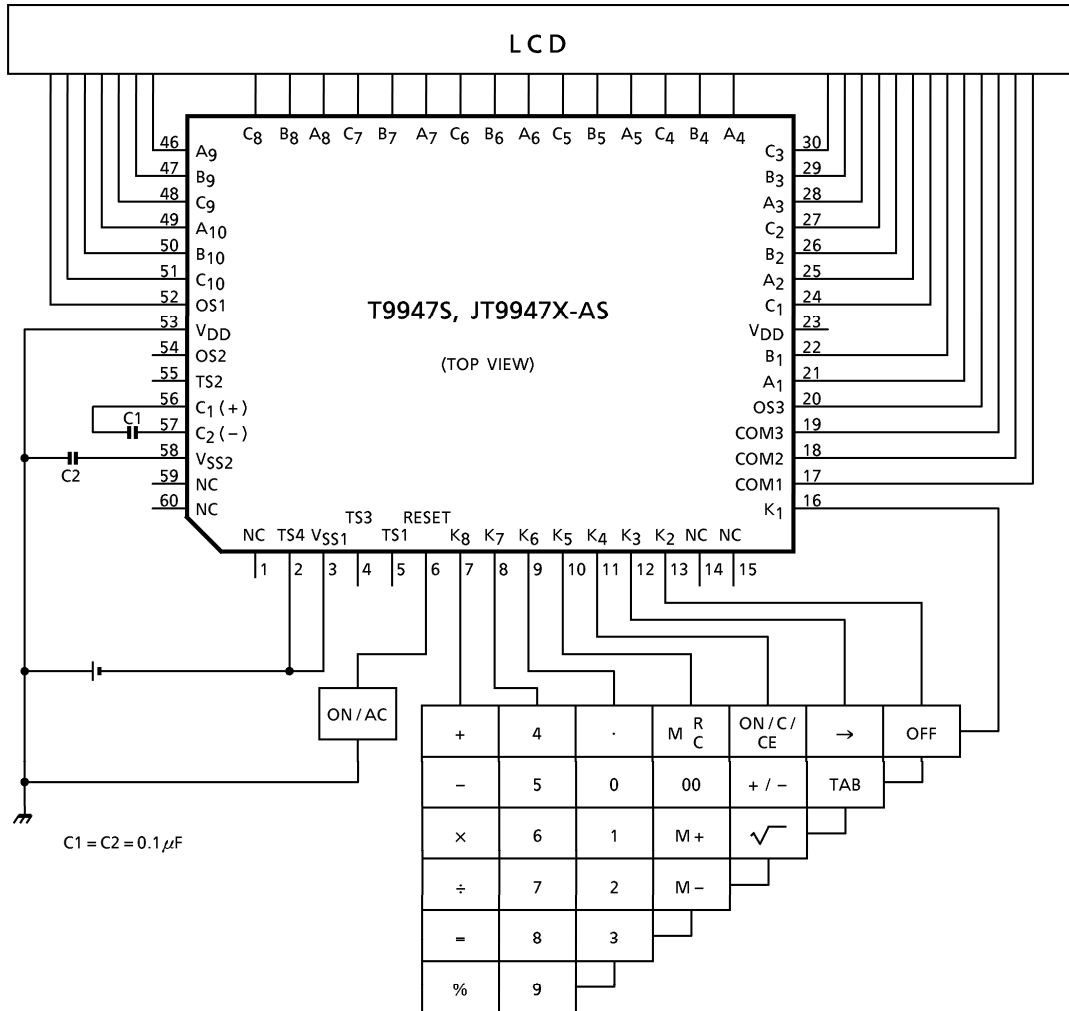 LCD
C8 B8 A8 C7 B7 A7 C6 B6 A6 C5 B5 A5 C4 B4 A4
46 A9
47 B9
48 C9
49 A10
50 B10
51 C10
52 OS1
53 VDD
54 OS2
55 TS2
56 C1 (+)
57 C2 (−)
58 VSS2
59 NC
60 NC
C1
C2
T9947S, JT9947X-AS
(TOP VIEW)
C3 30
B3 29
A3 28
C2 27
B2 26
A2 25
C1 24
VDD 23
B1 22
A1 21
OS3 20
COM3 19
COM2 18
COM1 17
K1 16
NC TS4 VSS1 TS3 TS1 RESET K8 K7 K6 K5 K4 K3 K2 NC NC
1 2 3 4 5 6 7 8 9 10 11 12 13 14 15
ON / AC
+ 4 · M R C ON / C / CE → OFF
− 5 0 00 + / − TAB
× 6 1 M + √
÷ 7 2 M −
= 8 3
% 9
C1 = C2 = 0.1 μF